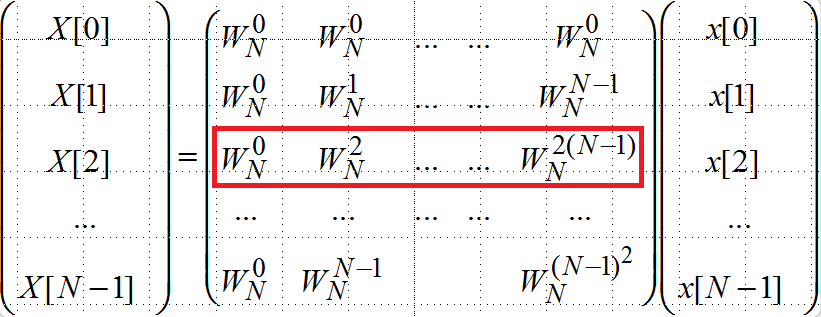 X[0] W_N^0 W_N^0 ... ... W_N^0 x[0]
X[1] W_N^0 W_N^1 ... ... W_N^{N-1} x[1]
X[2] = W_N^0 W_N^2 ... ... W_N^{2(N-1)} x[2]
... ... ... ... ... ... ...
X[N-1] W_N^0 W_N^{N-1} W_N^{(N-1)^2} x[N-1]